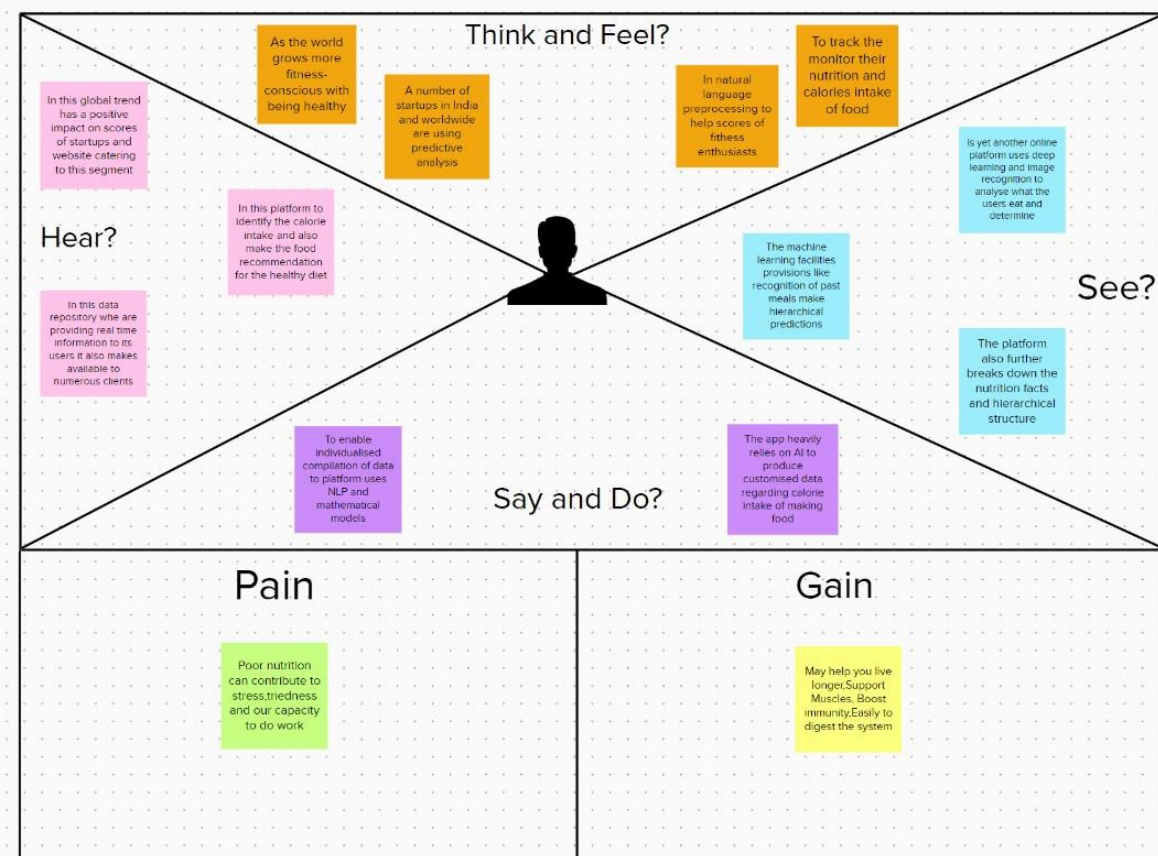 Think and Feel?
As the world
grows more
fitness-
conscious with
being healthy
A number of
startups in India
and worldwide
are using
predictive
analysis
In natural
language
preprocessing to
help scores of
fithess
enthusiasts
To track the
monitor their
nutrition and
calories intake
of food
Hear?
In this global trend
has a positive
impact on scores
of startups and
website catering
to this segment
In this platform to
identify the calorie
intake and also
make the food
recommendation
for the healthy diet
In this data
repository whe are
providing real time
information to its
users it also makes
available to
numerous clients
See?
Is yet another online
platform uses deep
learning and image
recognition to
analyse what the
users eat and
determine
The machine
learning facilities
provisions like
recognition of past
meals make
hierarchical
predictions
The platform
also further
breaks down the
nutrition facts
and hierarchical
structure
Say and Do?
To enable
individualised
compilation of data
to platform uses
NLP and
mathematical
models
The app heavily
relies on AI to
produce
customised data
regarding calorie
intake of making
food
Pain
Poor nutrition
can contribute to
stress,triedness
and our capacity
to do work
Gain
May help you live
longer,Support
Muscles, Boost
immunity,Easily to
digest the system